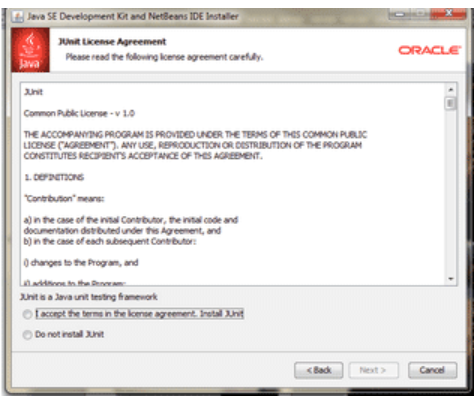 Java SE Development Kit and NetBeans IDE Installer
JUnit License Agreement
Please read the following license agreement carefully.
Java
ORACLE
JUnit
Common Public License - v 1.0
THE ACCOMPANYING PROGRAM IS PROVIDED UNDER THE TERMS OF THIS COMMON PUBLIC
LICENSE ("AGREEMENT"). ANY USE, REPRODUCTION OR DISTRIBUTION OF THE PROGRAM
CONSTITUTES RECIPIENT'S ACCEPTANCE OF THIS AGREEMENT.
1. DEFINITIONS
"Contribution" means:
a) in the case of the initial Contributor, the initial code and
documentation distributed under this Agreement, and
b) in the case of each subsequent Contributor:
i) changes to the Program, and
ii) additions to the Program;
JUnit is a Java unit testing framework
I accept the terms in the license agreement. Install JUnit
Do not install JUnit
< Back
Next >
Cancel